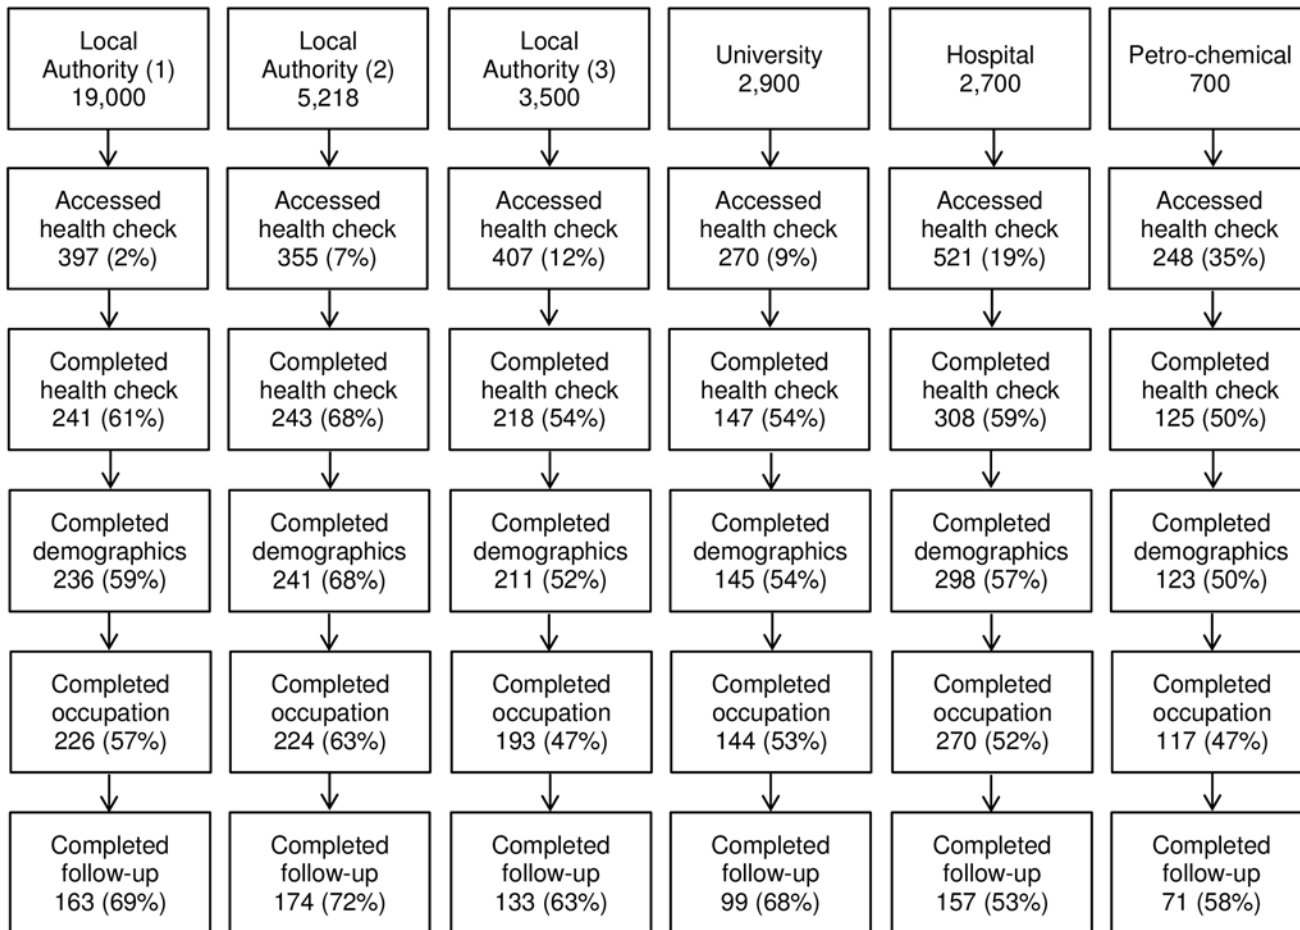 Local
Authority (1)
19,000
Local
Authority (2)
5,218
Local
Authority (3)
3,500
University
2,900
Hospital
2,700
Petro-chemical
700
Accessed
health check
397 (2%)
Accessed
health check
355 (7%)
Accessed
health check
407 (12%)
Accessed
health check
270 (9%)
Accessed
health check
521 (19%)
Accessed
health check
248 (35%)
Completed
health check
241 (61%)
Completed
health check
243 (68%)
Completed
health check
218 (54%)
Completed
health check
147 (54%)
Completed
health check
308 (59%)
Completed
health check
125 (50%)
Completed
demographics
236 (59%)
Completed
demographics
241 (68%)
Completed
demographics
211 (52%)
Completed
demographics
145 (54%)
Completed
demographics
298 (57%)
Completed
demographics
123 (50%)
Completed
occupation
226 (57%)
Completed
occupation
224 (63%)
Completed
occupation
193 (47%)
Completed
occupation
144 (53%)
Completed
occupation
270 (52%)
Completed
occupation
117 (47%)
Completed
follow-up
163 (69%)
Completed
follow-up
174 (72%)
Completed
follow-up
133 (63%)
Completed
follow-up
99 (68%)
Completed
follow-up
157 (53%)
Completed
follow-up
71 (58%)